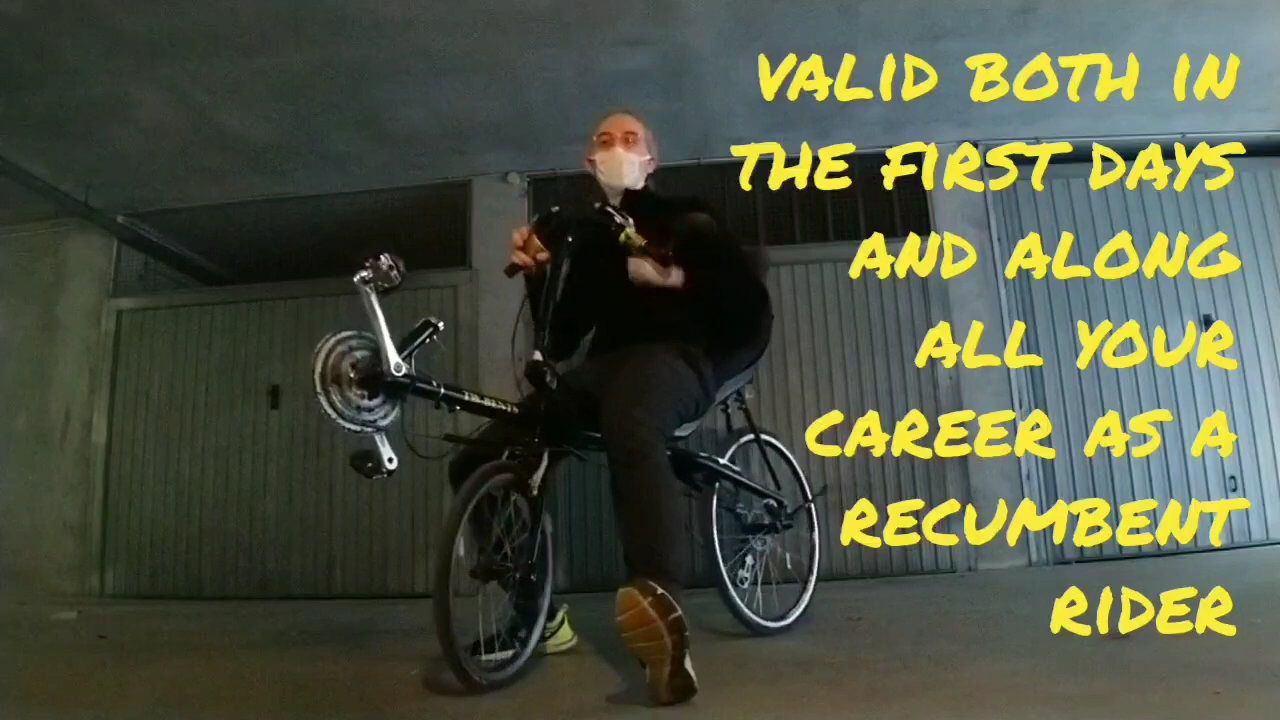 VALID BOTH IN
THE FIRST DAYS
AND ALONG
ALL YOUR
CAREER AS A
RECUMBENT
RIDER